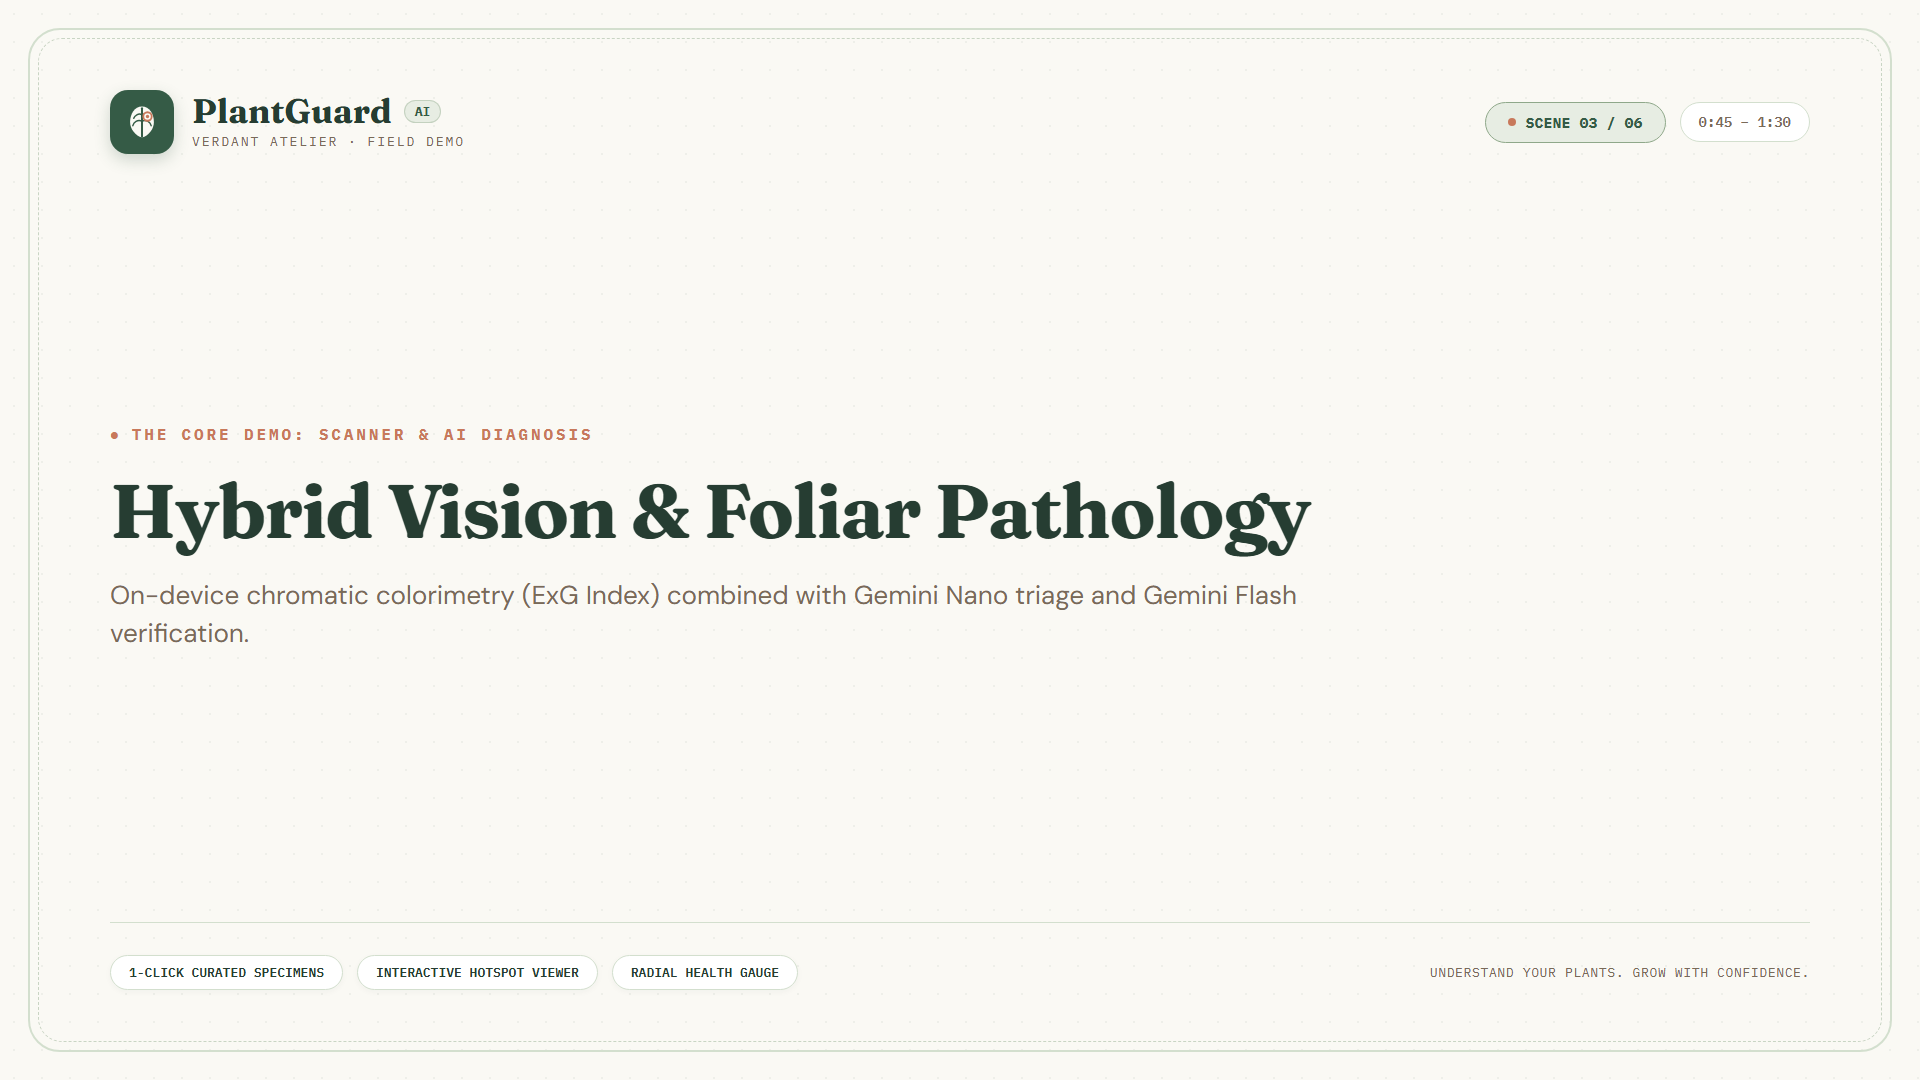 PlantGuard AI
VERDANT ATELIER · FIELD DEMO
SCENE 03 / 06
0:45 – 1:30
THE CORE DEMO: SCANNER & AI DIAGNOSIS
Hybrid Vision & Foliar Pathology
On-device chromatic colorimetry (ExG Index) combined with Gemini Nano triage and Gemini Flash
verification.
1-CLICK CURATED SPECIMENS
INTERACTIVE HOTSPOT VIEWER
RADIAL HEALTH GAUGE
UNDERSTAND YOUR PLANTS. GROW WITH CONFIDENCE.